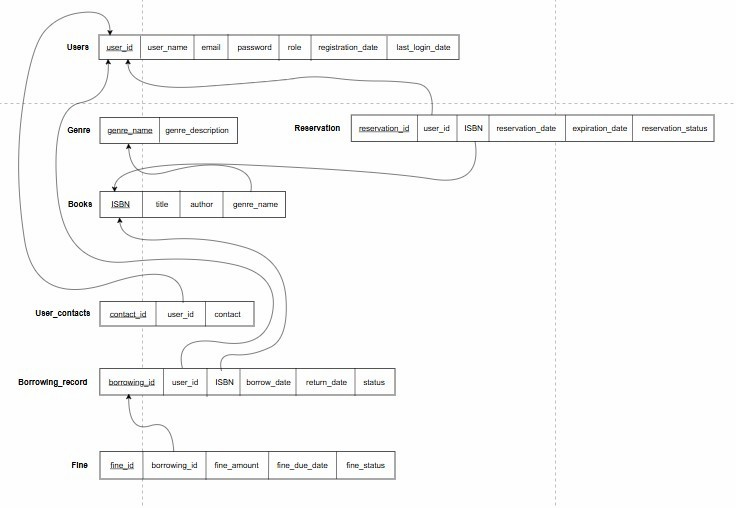 Users user_id user_name email password role registration_date last_login_date
Genre genre_name genre_description
Reservation reservation_id user_id ISBN reservation_date expiration_date reservation_status
Books ISBN title author genre_name
User_contacts contact_id user_id contact
Borrowing_record borrowing_id user_id ISBN borrow_date return_date status
Fine fine_id borrowing_id fine_amount fine_due_date fine_status